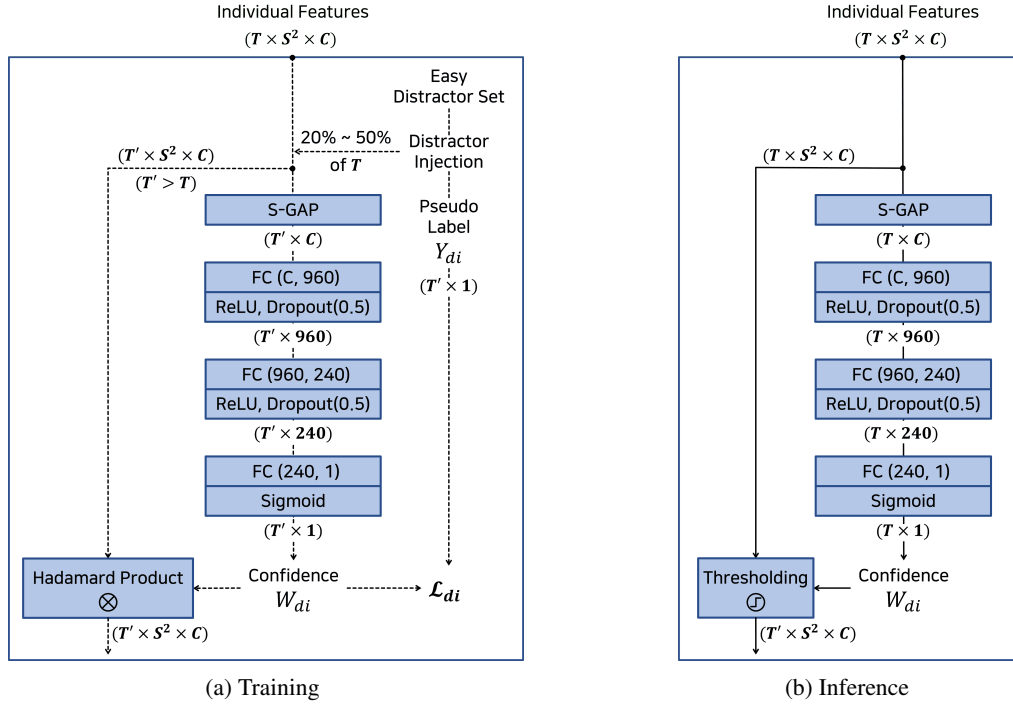 Individual Features
(T × S² × C)
Easy
Distractor Set
20% ~ 50%
of T
Distractor
Injection
(T′ × S² × C)
(T′ > T)
S-GAP
(T′ × C)
Pseudo
Label
Y_di
(T′ × 1)
FC (C, 960)
ReLU, Dropout(0.5)
(T′ × 960)
FC (960, 240)
ReLU, Dropout(0.5)
(T′ × 240)
FC (240, 1)
Sigmoid
(T′ × 1)
Hadamard Product
Confidence
W_di
ℒ_di
(T′ × S² × C)
(a) Training
Individual Features
(T × S² × C)
(T × S² × C)
S-GAP
(T × C)
FC (C, 960)
ReLU, Dropout(0.5)
(T × 960)
FC (960, 240)
ReLU, Dropout(0.5)
(T × 240)
FC (240, 1)
Sigmoid
(T × 1)
Thresholding
Confidence
W_di
(T′ × S² × C)
(b) Inference